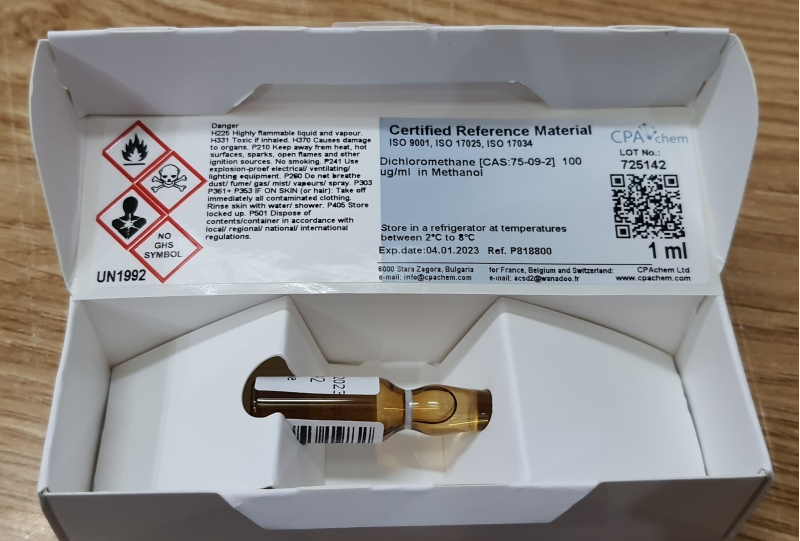 Danger
H225 Highly flammable liquid and vapour.
H331 Toxic if inhaled. H370 Causes damage
to organs. P210 Keep away from heat, hot
surfaces, sparks, open flames and other
ignition sources. No smoking. P241 Use
explosion-proof electrical/ ventilating/
lighting equipment. P260 Do not breathe
dust/ fume/ gas/ mist/ vapours/ spray. P303
P361+ P353 IF ON SKIN (or hair): Take off
immediately all contaminated clothing.
Rinse skin with water/ shower. P405 Store
locked up. P501 Dispose of
contents/container in accordance with
local/ regional/ national/ international
regulations.
NO
GHS
SYMBOL
UN1992
Certified Reference Material
ISO 9001, ISO 17025, ISO 17034
Dichloromethane [CAS:75-09-2] 100
ug/ml in Methanol
Store in a refrigerator at temperatures
between 2°C to 8°C
Exp.date:04.01.2023 Ref. P818800
CPAchem
LOT No.:
725142
1 ml
6000 Stara Zagora, Bulgaria
e-mail: info@cpachem.com
for France, Belgium and Switzerland:
e-mail: acsd2@wanadoo.fr
CPAchem Ltd
www.cpachem.com
2023